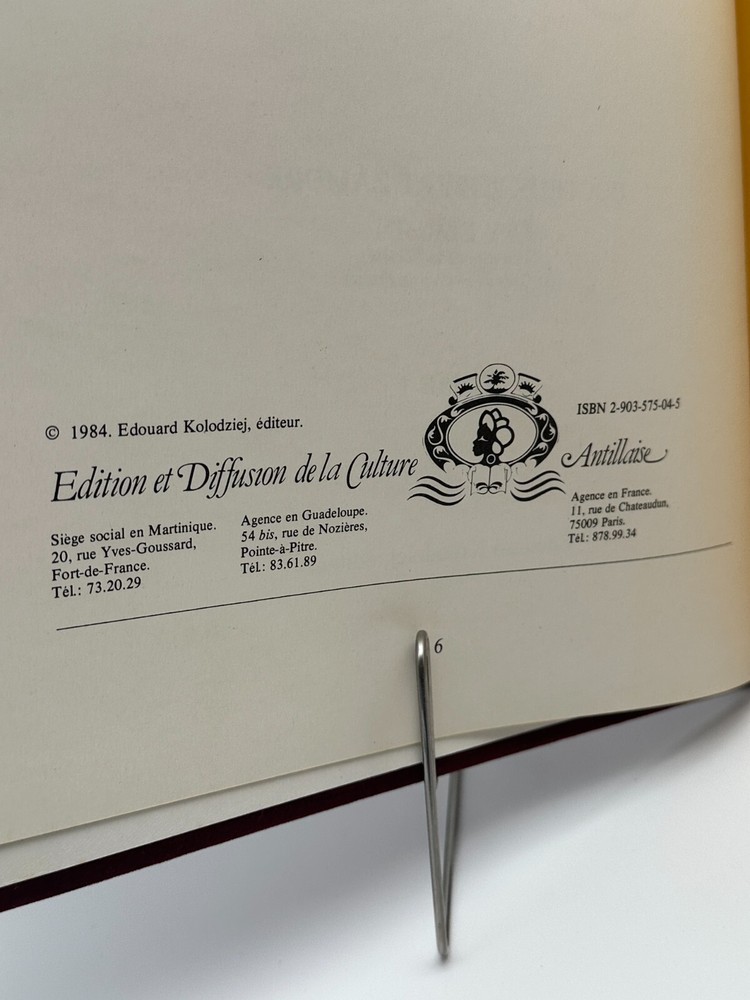 © 1984. Edouard Kolodziej, éditeur.
ISBN 2-903-575-04-5
Edition et Diffusion de la Culture Antillaise
Siège social en Martinique.
20, rue Yves-Goussard,
Fort-de-France.
Tél.: 73.20.29
Agence en Guadeloupe.
54 bis, rue de Nozières,
Pointe-à-Pitre.
Tél.: 83.61.89
Agence en France.
11, rue de Chateaudun,
75009 Paris.
Tél.: 878.99.34
6